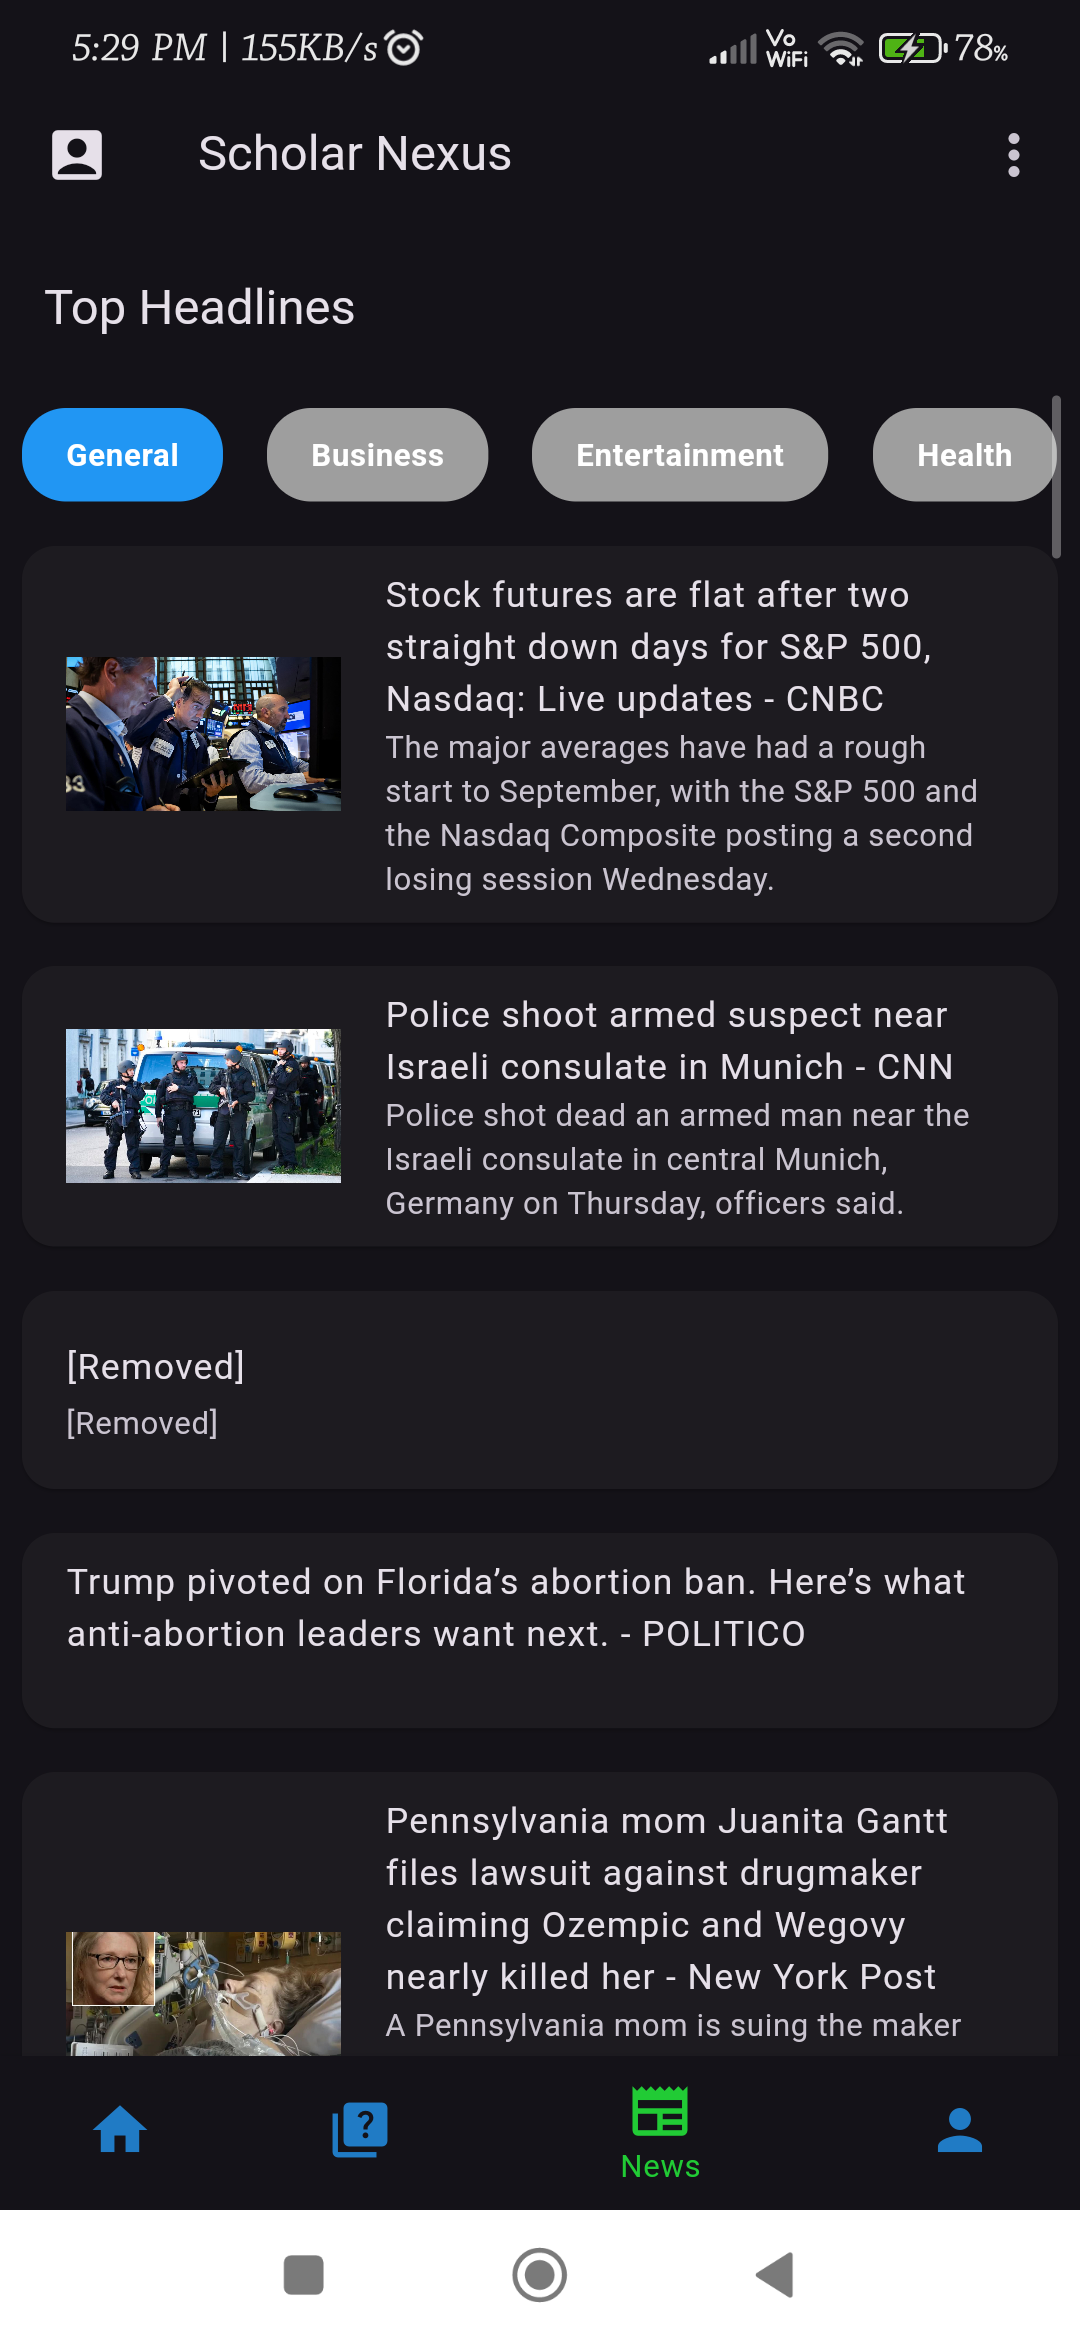 5:29 PM | 155KB/s
Vo
WiFi
78%
Scholar Nexus
Top Headlines
General
Business
Entertainment
Health
Stock futures are flat after two
straight down days for S&P 500,
Nasdaq: Live updates - CNBC
The major averages have had a rough
start to September, with the S&P 500 and
the Nasdaq Composite posting a second
losing session Wednesday.
Police shoot armed suspect near
Israeli consulate in Munich - CNN
Police shot dead an armed man near the
Israeli consulate in central Munich,
Germany on Thursday, officers said.
[Removed]
[Removed]
Trump pivoted on Florida’s abortion ban. Here’s what
anti-abortion leaders want next. - POLITICO
Pennsylvania mom Juanita Gantt
files lawsuit against drugmaker
claiming Ozempic and Wegovy
nearly killed her - New York Post
A Pennsylvania mom is suing the maker
News